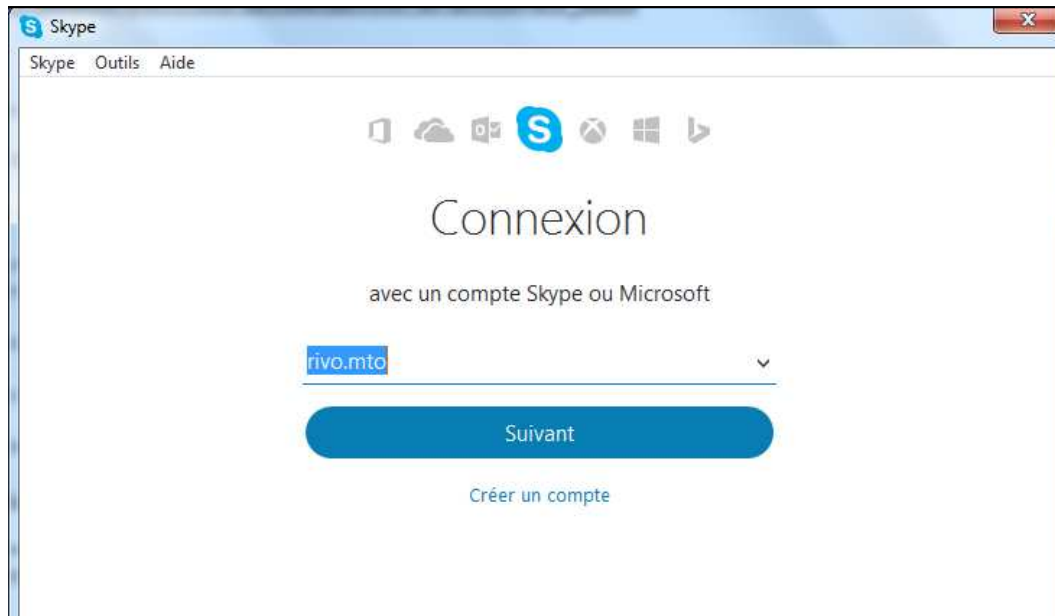 Skype
Skype Outils Aide
Connexion
avec un compte Skype ou Microsoft
rivo.mto
Suivant
Créer un compte